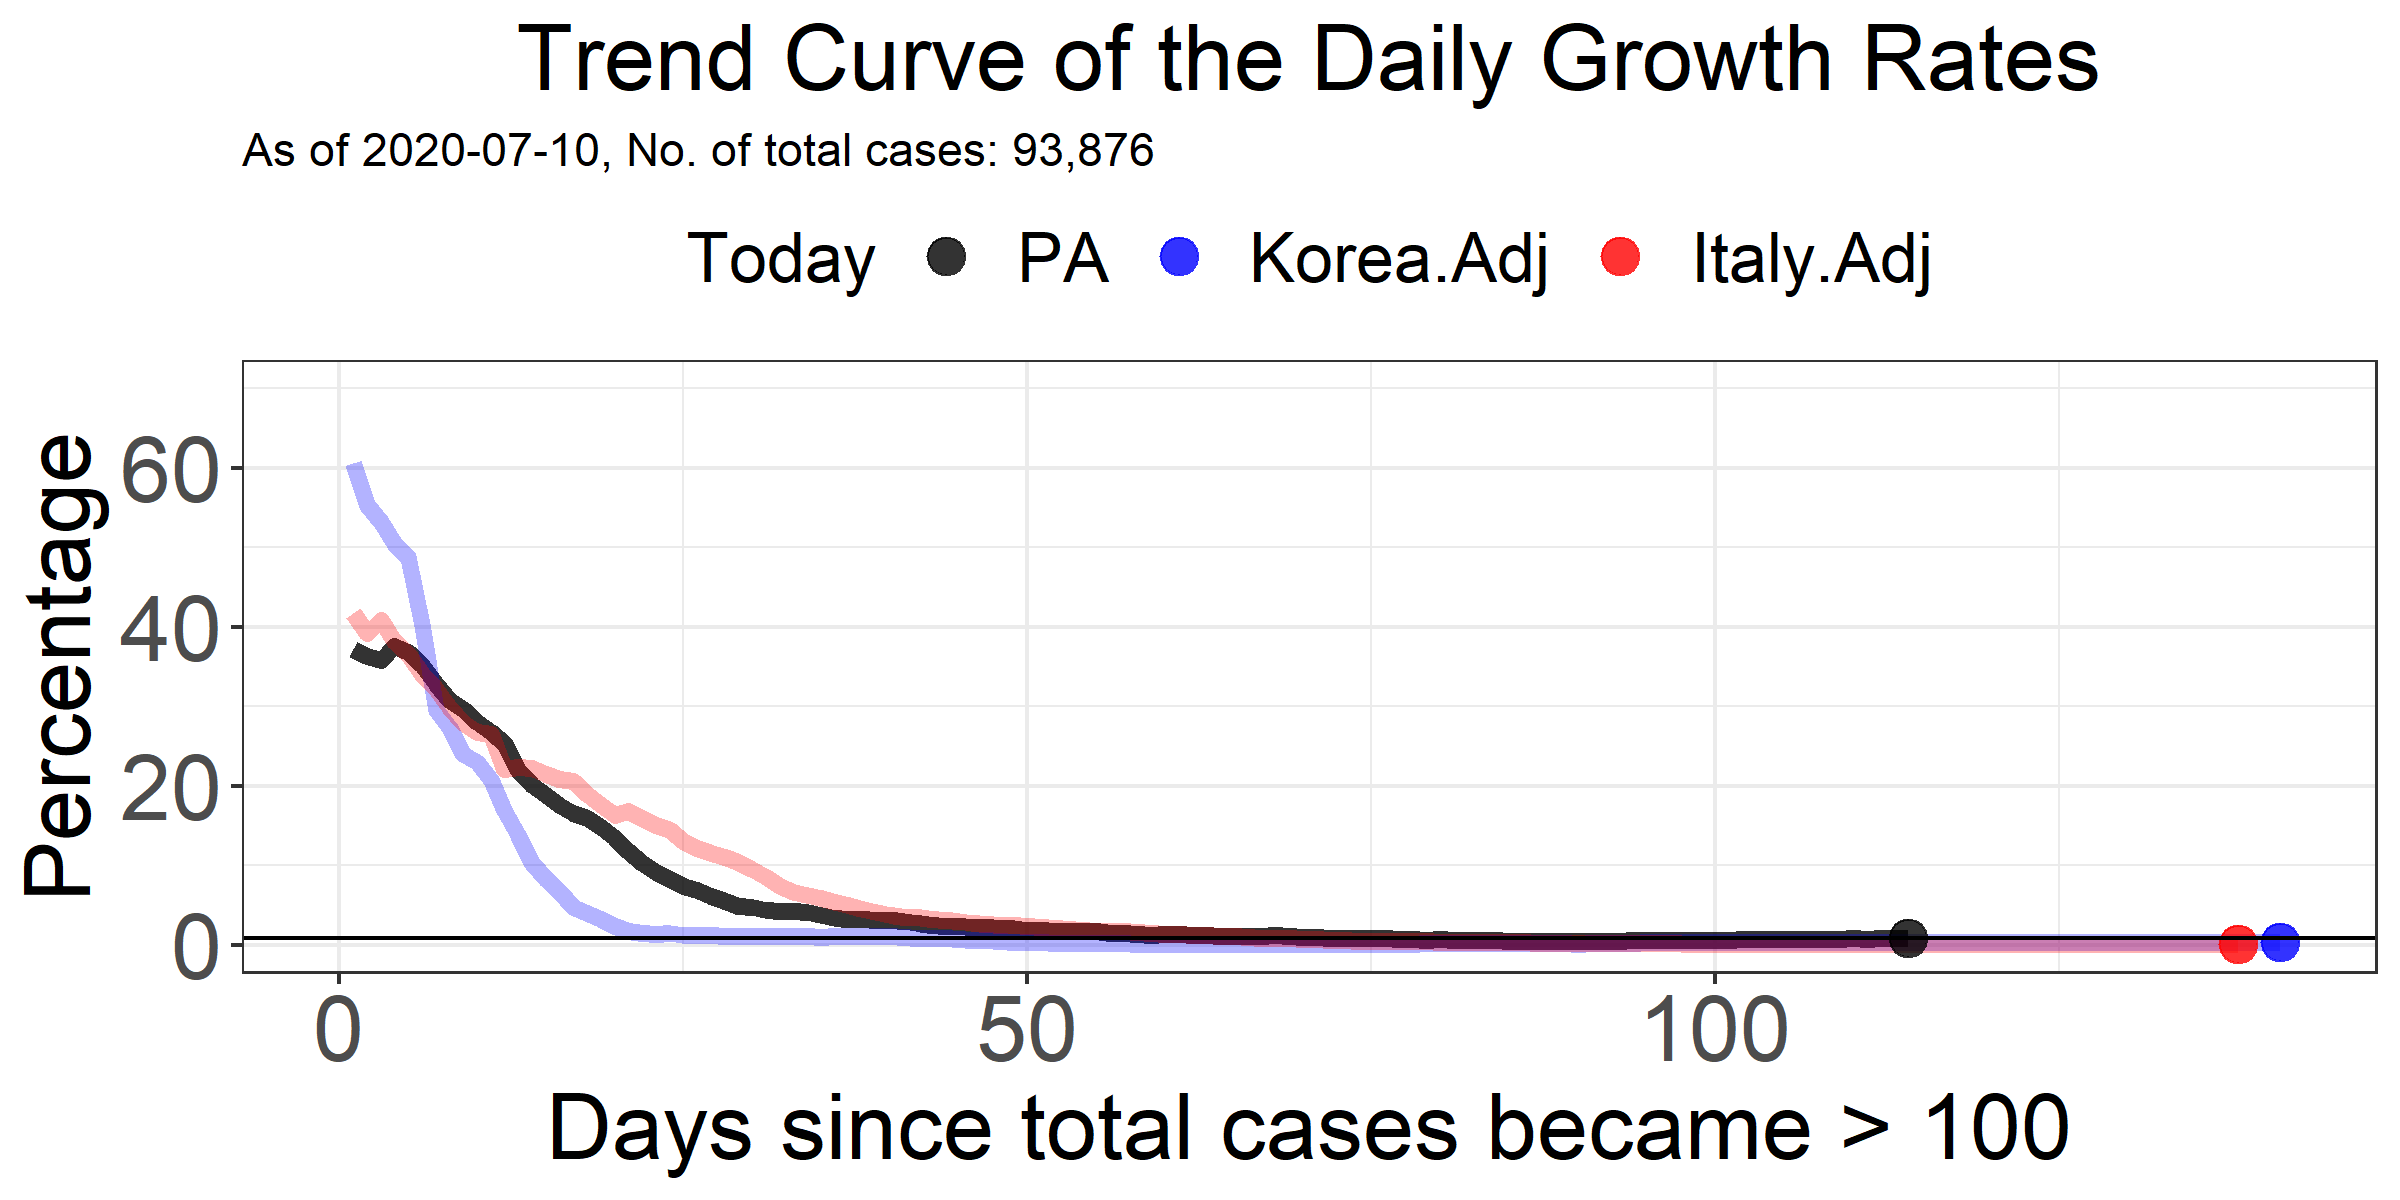 Trend Curve of the Daily Growth Rates
As of 2020-07-10, No. of total cases: 93,876
Today PA Korea.Adj Italy.Adj
Percentage
60
40
20
0
0 50 100
Days since total cases became > 100